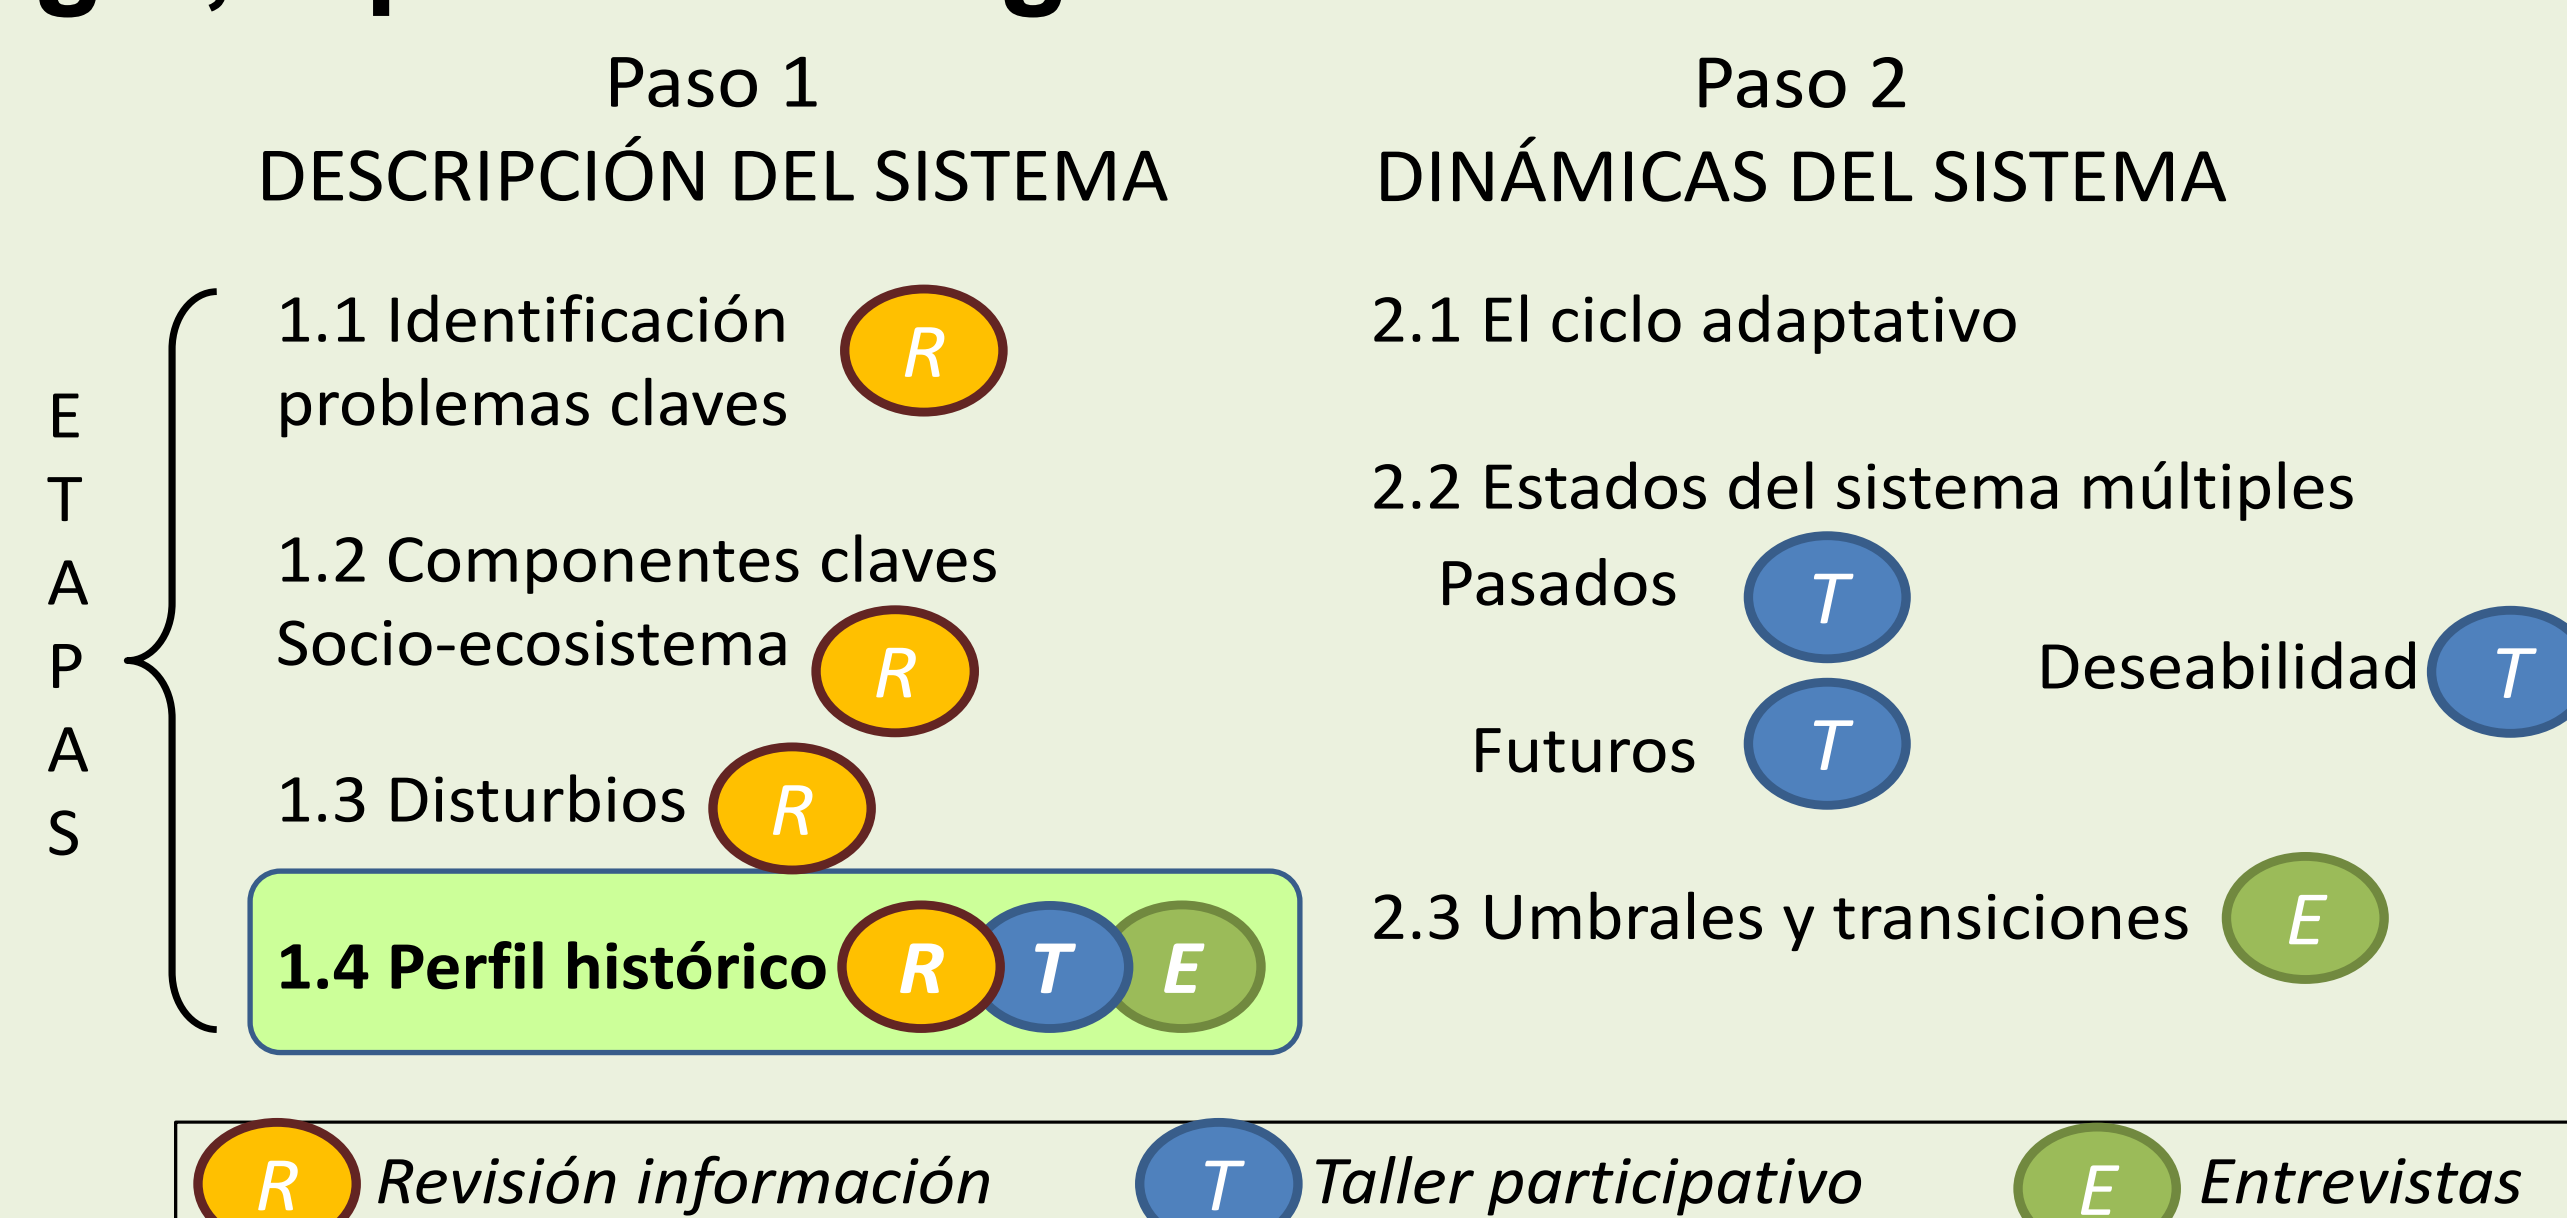 Paso 1
DESCRIPCIÓN DEL SISTEMA
ETAPAS
1.1 Identificación R
problemas claves
1.2 Componentes claves
Socio-ecosistema R
1.3 Disturbios R
1.4 Perfil histórico R T E
Paso 2
DINÁMICAS DEL SISTEMA
2.1 El ciclo adaptativo
2.2 Estados del sistema múltiples
Pasados T
Deseabilidad T
Futuros T
2.3 Umbrales y transiciones E
R Revisión información T Taller participativo E Entrevistas